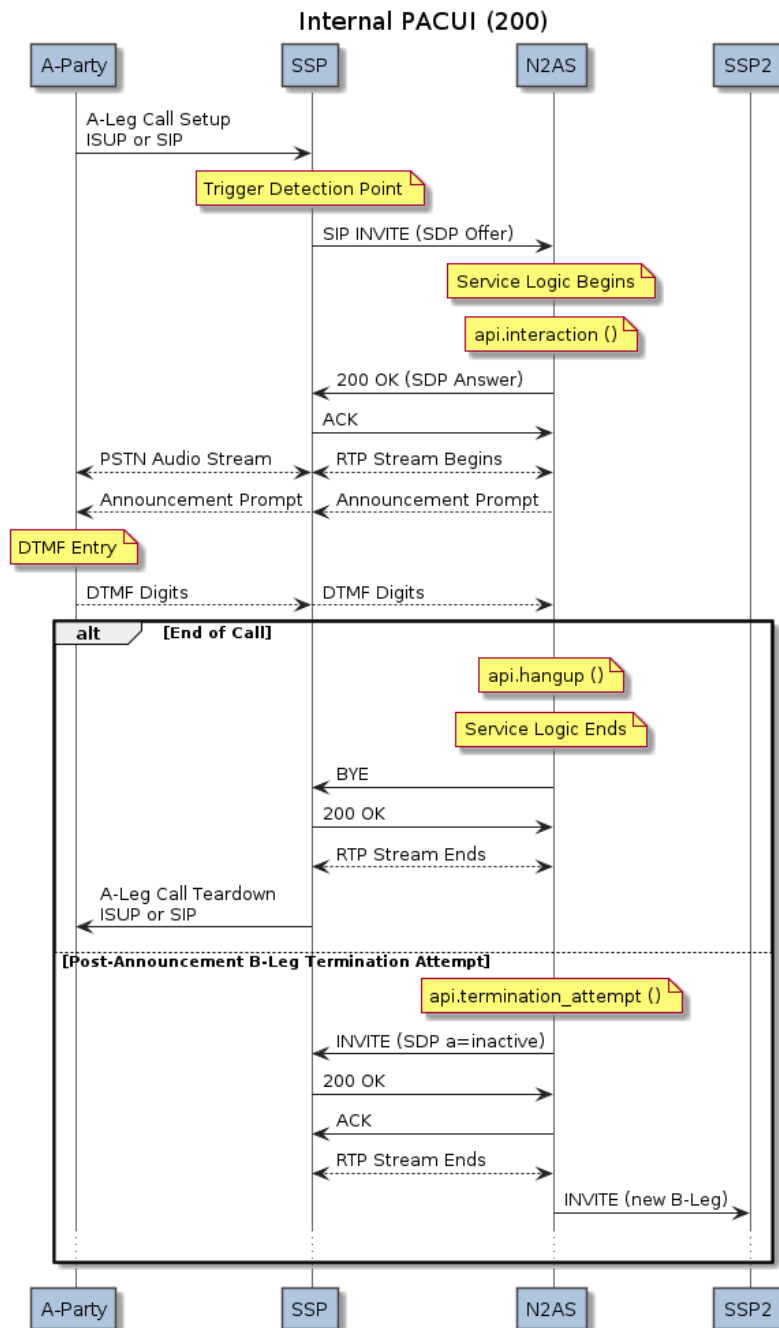 Internal PACUI (200)
A-Party
SSP
N2AS
SSP2
A-Leg Call Setup
ISUP or SIP
Trigger Detection Point
SIP INVITE (SDP Offer)
Service Logic Begins
api.interaction ()
200 OK (SDP Answer)
ACK
PSTN Audio Stream
RTP Stream Begins
Announcement Prompt
Announcement Prompt
DTMF Entry
DTMF Digits
DTMF Digits
alt
[End of Call]
api.hangup ()
Service Logic Ends
BYE
200 OK
RTP Stream Ends
A-Leg Call Teardown
ISUP or SIP
[Post-Announcement B-Leg Termination Attempt]
api.termination_attempt ()
INVITE (SDP a=inactive)
200 OK
ACK
RTP Stream Ends
INVITE (new B-Leg)
A-Party
SSP
N2AS
SSP2